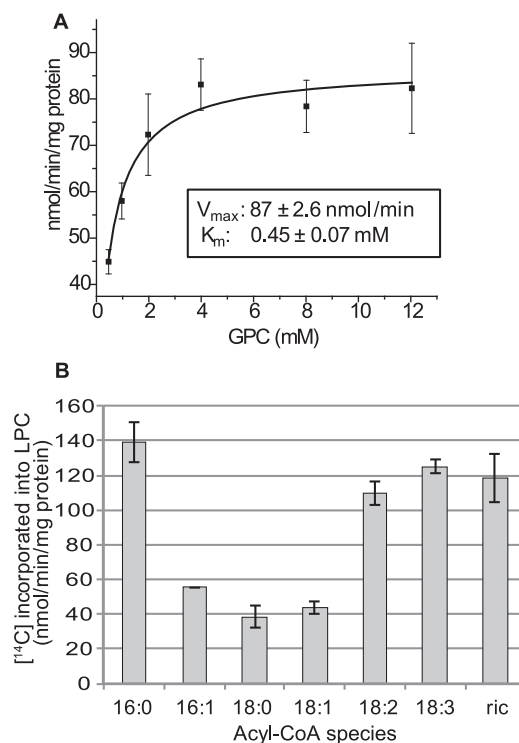 A
nmol/min/mg protein
90
80
70
60
50
40
Vmax: 87 ± 2.6 nmol/min
Km: 0.45 ± 0.07 mM
0 2 4 6 8 10 12
GPC (mM)
B
[¹⁴C] incorporated into LPC
(nmol/min/mg protein)
160
140
120
100
80
60
40
20
0
16:0 16:1 18:0 18:1 18:2 18:3 ric
Acyl-CoA species